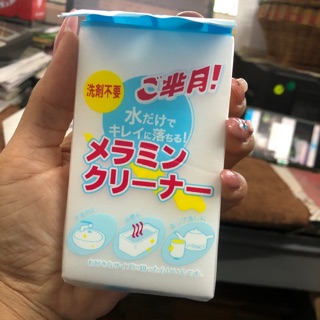 洗剤不要
ご芈月!
水だけで
キレイに落ちる!
メラミン
クリーナー